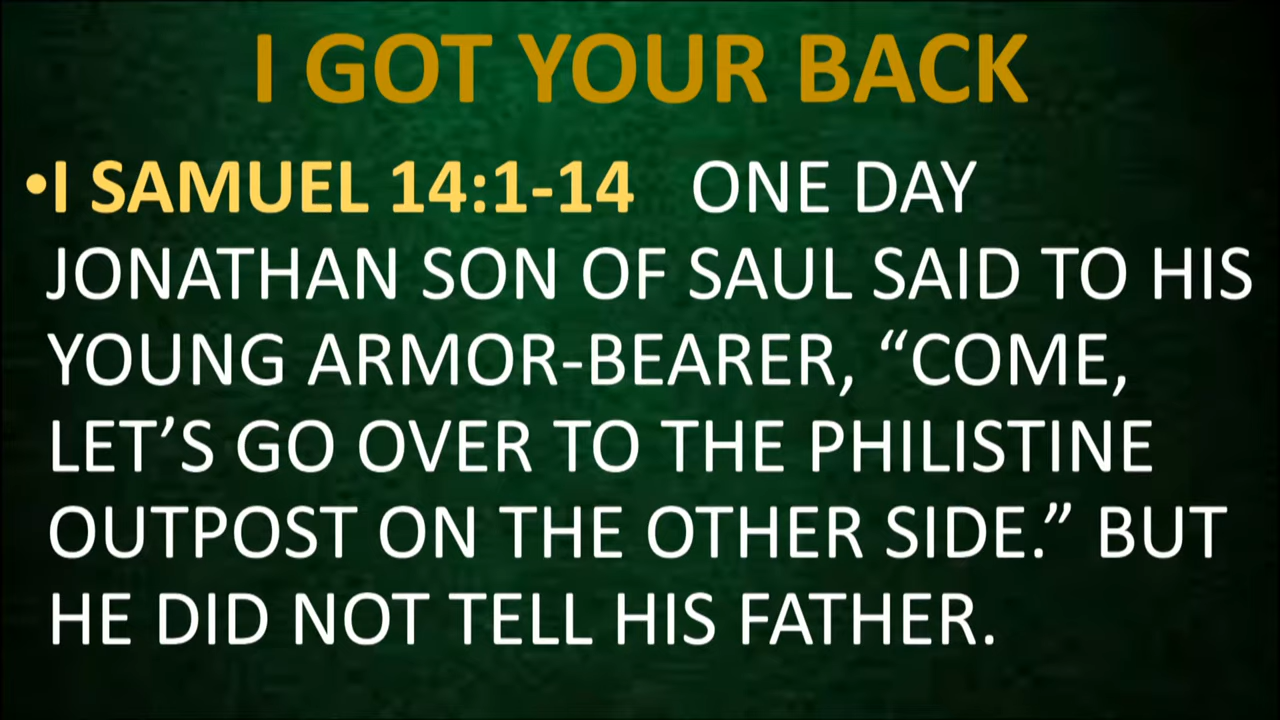 I GOT YOUR BACK
•I SAMUEL 14:1-14 ONE DAY
JONATHAN SON OF SAUL SAID TO HIS
YOUNG ARMOR-BEARER, “COME,
LET’S GO OVER TO THE PHILISTINE
OUTPOST ON THE OTHER SIDE.” BUT
HE DID NOT TELL HIS FATHER.